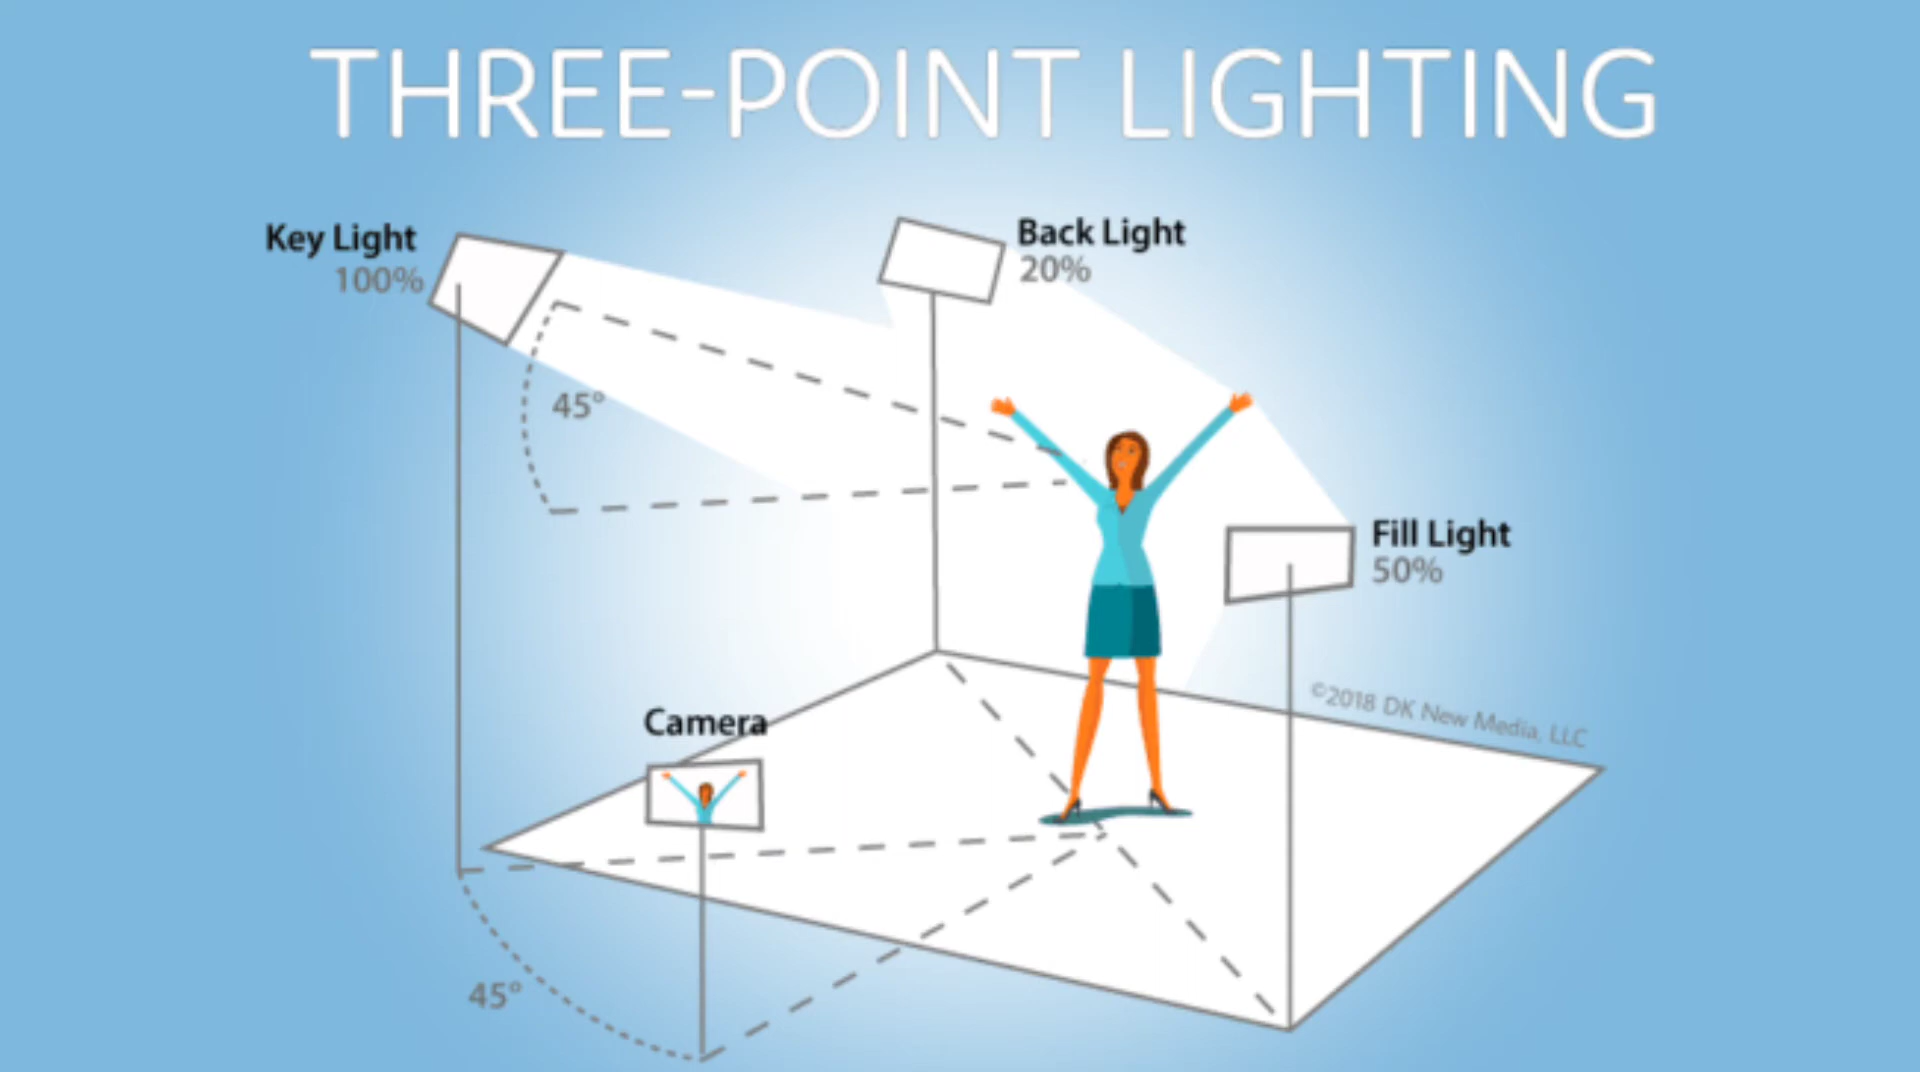 THREE-POINT LIGHTING
Key Light
100%
Back Light
20%
45°
Fill Light
50%
©2018 DK New Media, LLC
Camera
45°